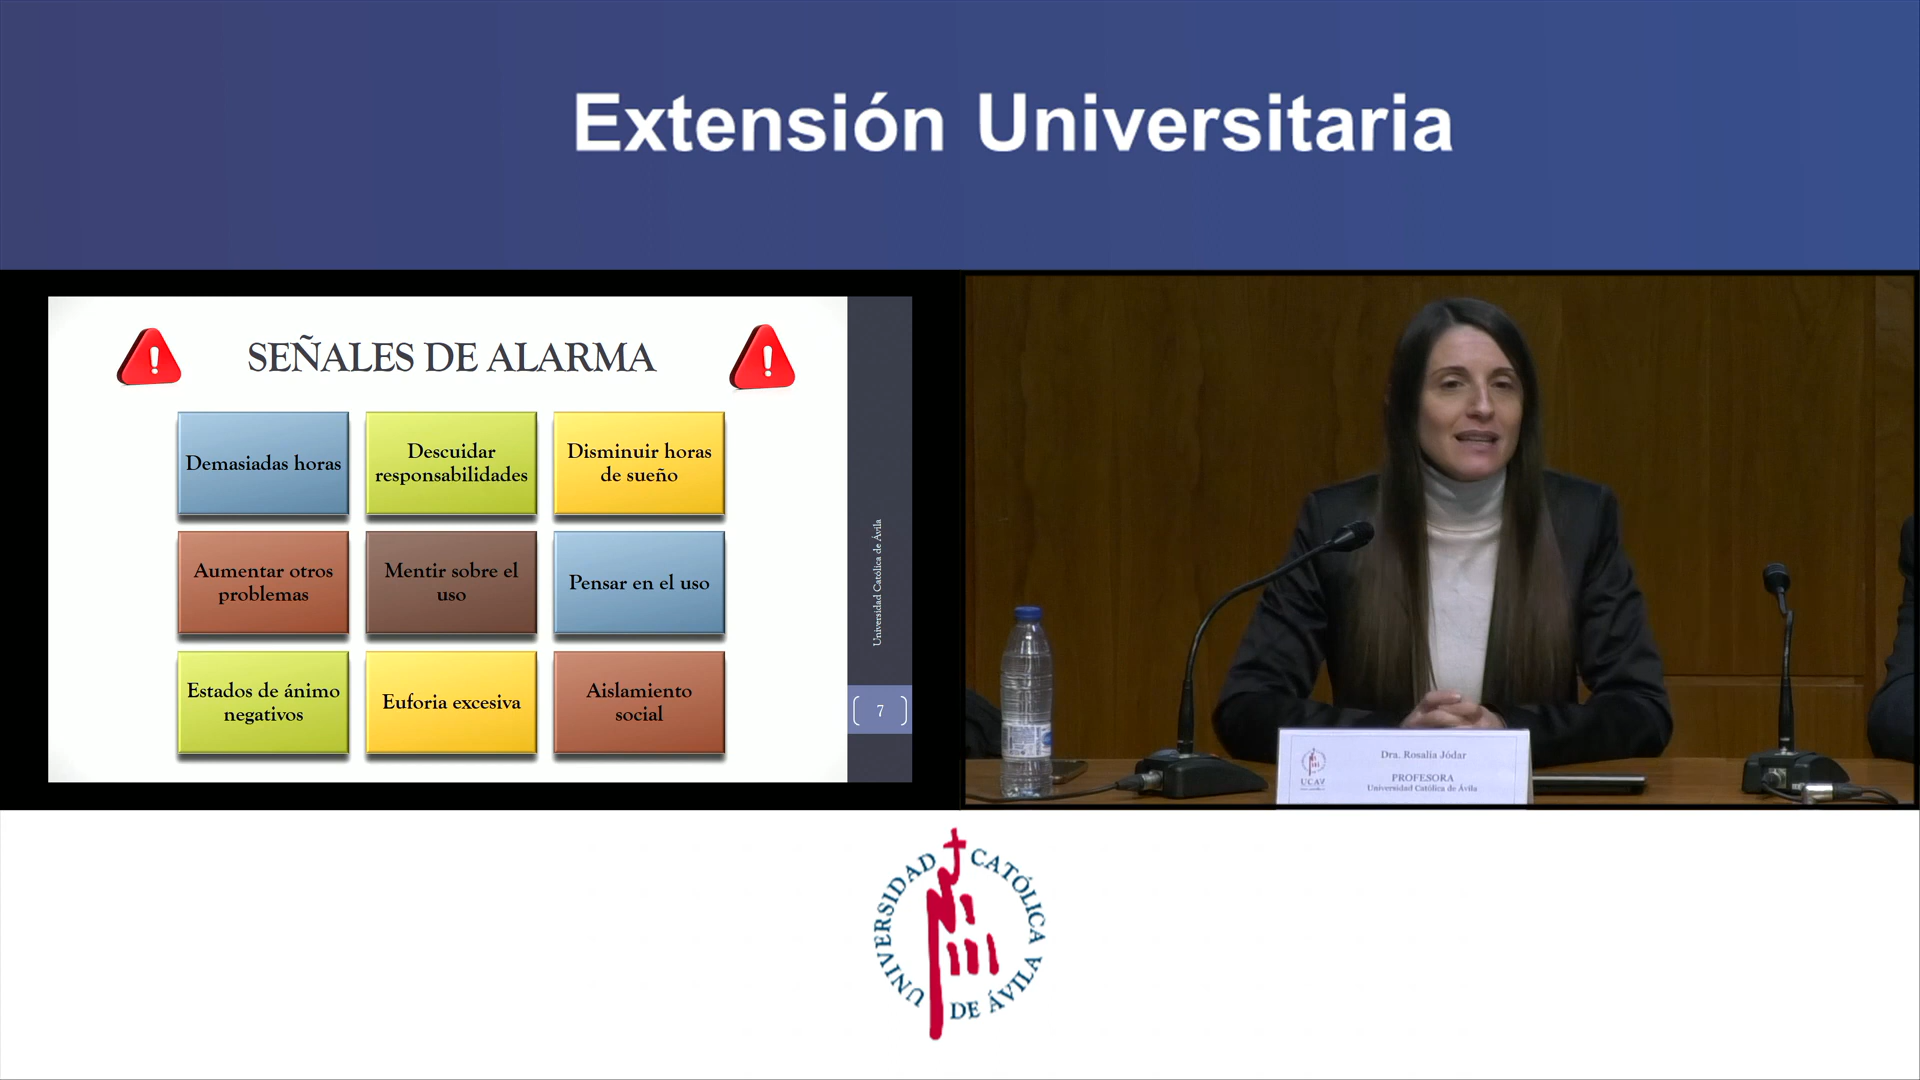 Extensión Universitaria
SEÑALES DE ALARMA
Demasiadas horas
Descuidar
responsabilidades
Disminuir horas
de sueño
Aumentar otros
problemas
Mentir sobre el
uso
Pensar en el uso
Estados de ánimo
negativos
Euforia excesiva
Aislamiento
social
Universidad Católica de Ávila
7
Dra. Rosalía Jódar
PROFESORA
Universidad Católica de Ávila
UCAV
UNIVERSIDAD CATÓLICA DE ÁVILA